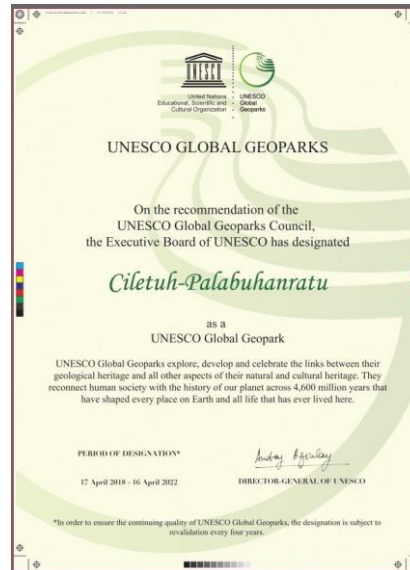 UNESCO
United Nations
Educational, Scientific and
Cultural Organization
UNESCO
Global
Geoparks
UNESCO GLOBAL GEOPARKS
On the recommendation of the
UNESCO Global Geoparks Council,
the Executive Board of UNESCO has designated
Ciletuh-Palabuhanratu
as a
UNESCO Global Geopark
UNESCO Global Geoparks explore, develop and celebrate the links between their
geological heritage and all other aspects of their natural and cultural heritage. They
reconnect human society with the history of our planet across 4,600 million years that
have shaped every place on Earth and all life that has ever lived here.
PERIOD OF DESIGNATION*
17 April 2018 - 16 April 2022
DIRECTOR-GENERAL OF UNESCO
*In order to ensure the continuing quality of UNESCO Global Geoparks, the designation is subject to
revalidation every four years.